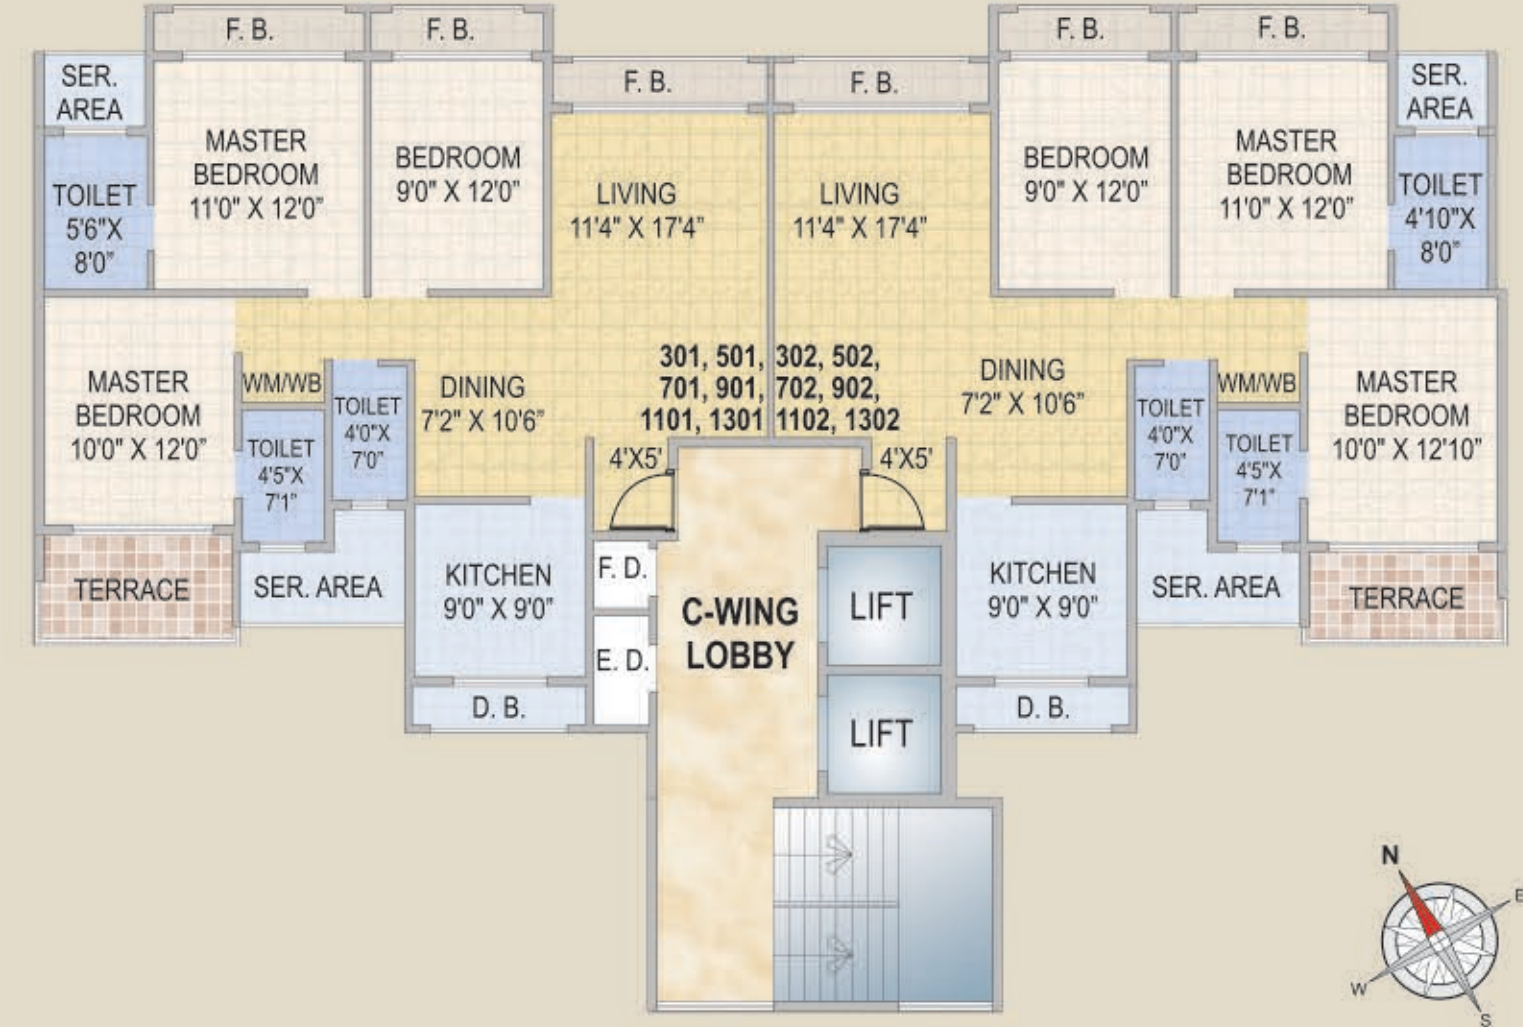 F. B.
F. B.
F. B.
F. B.
F. B.
F. B.
SER.
AREA
MASTER
BEDROOM
11'0" X 12'0"
BEDROOM
9'0" X 12'0"
LIVING
11'4" X 17'4"
LIVING
11'4" X 17'4"
BEDROOM
9'0" X 12'0"
MASTER
BEDROOM
11'0" X 12'0"
SER.
AREA
TOILET
5'6"X
8'0"
TOILET
4'10"X
8'0"
MASTER
BEDROOM
10'0" X 12'0"
WM/WB
TOILET
4'5"X
7'1"
TOILET
4'0"X
7'0"
DINING
7'2" X 10'6"
301, 501,
701, 901,
1101, 1301
302, 502,
702, 902,
1102, 1302
DINING
7'2" X 10'6"
TOILET
4'0"X
7'0"
WM/WB
TOILET
4'5"X
7'1"
MASTER
BEDROOM
10'0" X 12'10"
4'X5'
4'X5'
TERRACE
SER. AREA
KITCHEN
9'0" X 9'0"
F. D.
E. D.
C-WING
LOBBY
LIFT
LIFT
KITCHEN
9'0" X 9'0"
SER. AREA
TERRACE
D. B.
D. B.
N
E
W
S